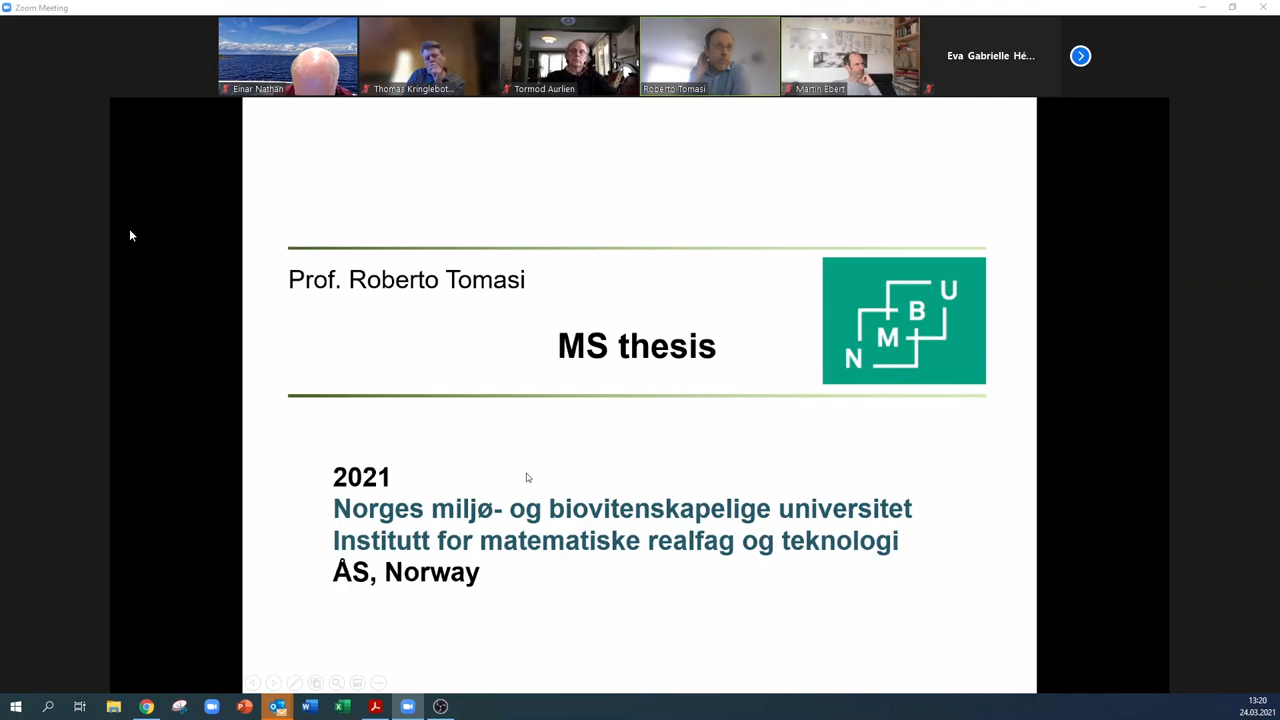 Zoom Meeting
Einar Nathan
Thomas Kringlebot...
Tormod Aurlien
Roberto Tomasi
Martin Ebert
Eva Gabrielle Hé...
Prof. Roberto Tomasi
MS thesis
N M B U
2021
Norges miljø- og biovitenskapelige universitet
Institutt for matematiske realfag og teknologi
ÅS, Norway
13:20
24.03.2021